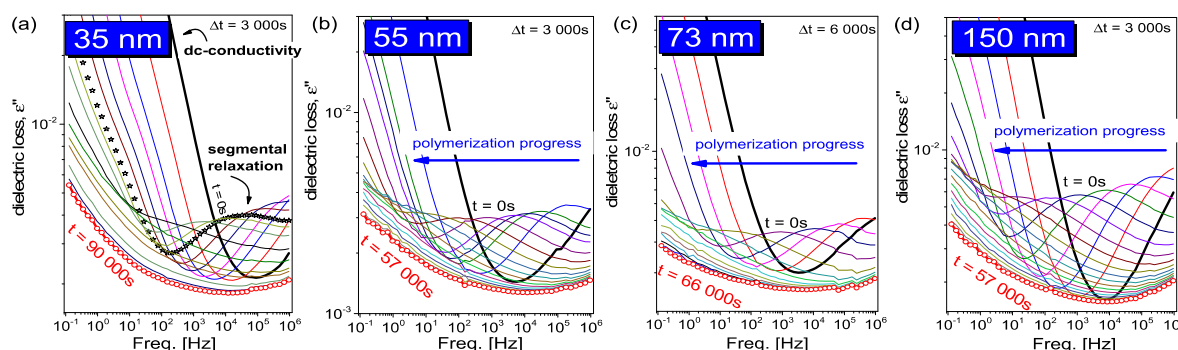 (a)
35 nm
Δt = 3 000s
dc-conductivity
segmental
relaxation
t = 0s
t = 90 000s
dielectric loss, ε"
10⁻²
10⁻¹ 10⁰ 10¹ 10² 10³ 10⁴ 10⁵ 10⁶
Freq. [Hz]
(b)
55 nm
Δt = 3 000s
polymerization progress
t = 0s
t = 57 000s
dielectric loss, ε"
10⁻²
10⁻³
10⁻¹ 10⁰ 10¹ 10² 10³ 10⁴ 10⁵ 10⁶
Freq. [Hz]
(c)
73 nm
Δt = 6 000s
polymerization progress
t = 0s
t = 66 000s
dieletric loss ε"
10⁻²
10⁻¹ 10⁰ 10¹ 10² 10³ 10⁴ 10⁵ 10⁶
Freq. [Hz]
(d)
150 nm
Δt = 3 000s
polymerization progress
t = 0s
t = 57 000s
dielectric loss ε"
10⁻²
10⁻¹ 10⁰ 10¹ 10² 10³ 10⁴ 10⁵ 10⁶
Freq. [Hz]